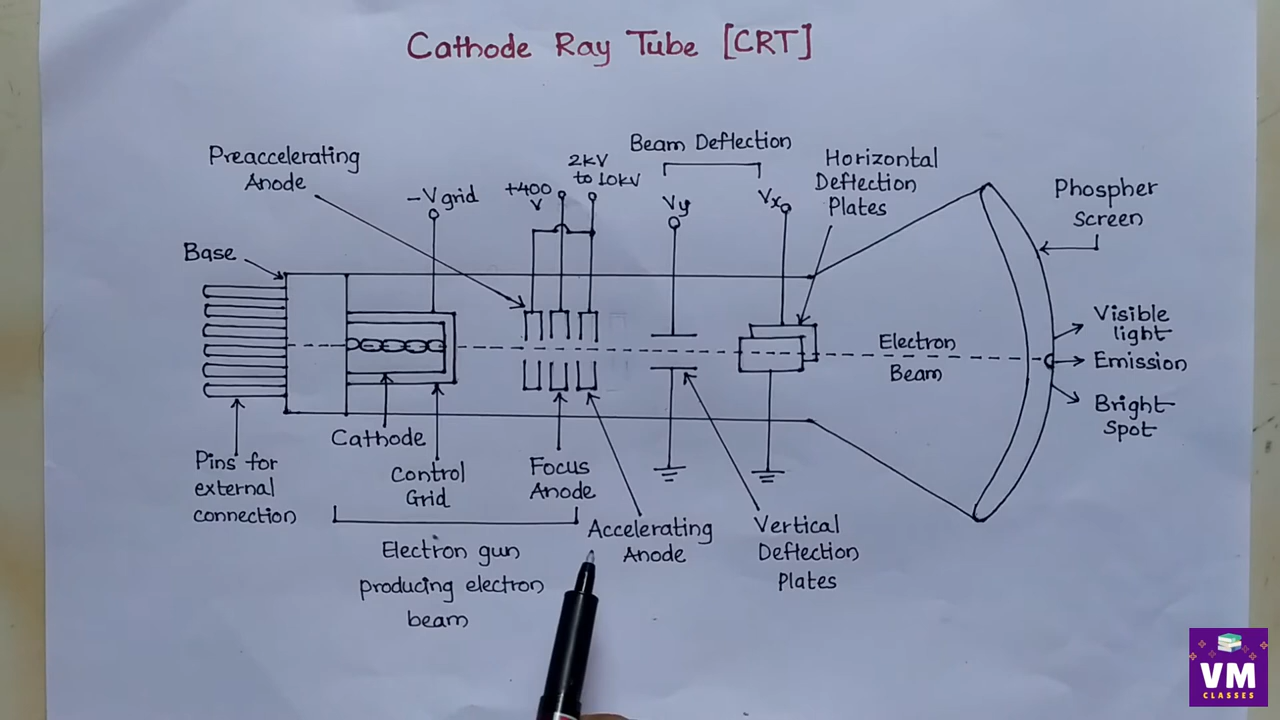 Cathode Ray Tube [CRT]
Beam Deflection
Preaccelerating
Anode
-Vgrid
+400
V
2kV
to 10kV
Vy
Vx
Horizontal
Deflection
Plates
Phospher
Screen
Base
Visible
light
Emission
Bright
Spot
Electron
Beam
Cathode
Control
Grid
Focus
Anode
Pins for
external
connection
Accelerating
Anode
Vertical
Deflection
Plates
Electron gun
producing electron
beam
VM
CLASSES